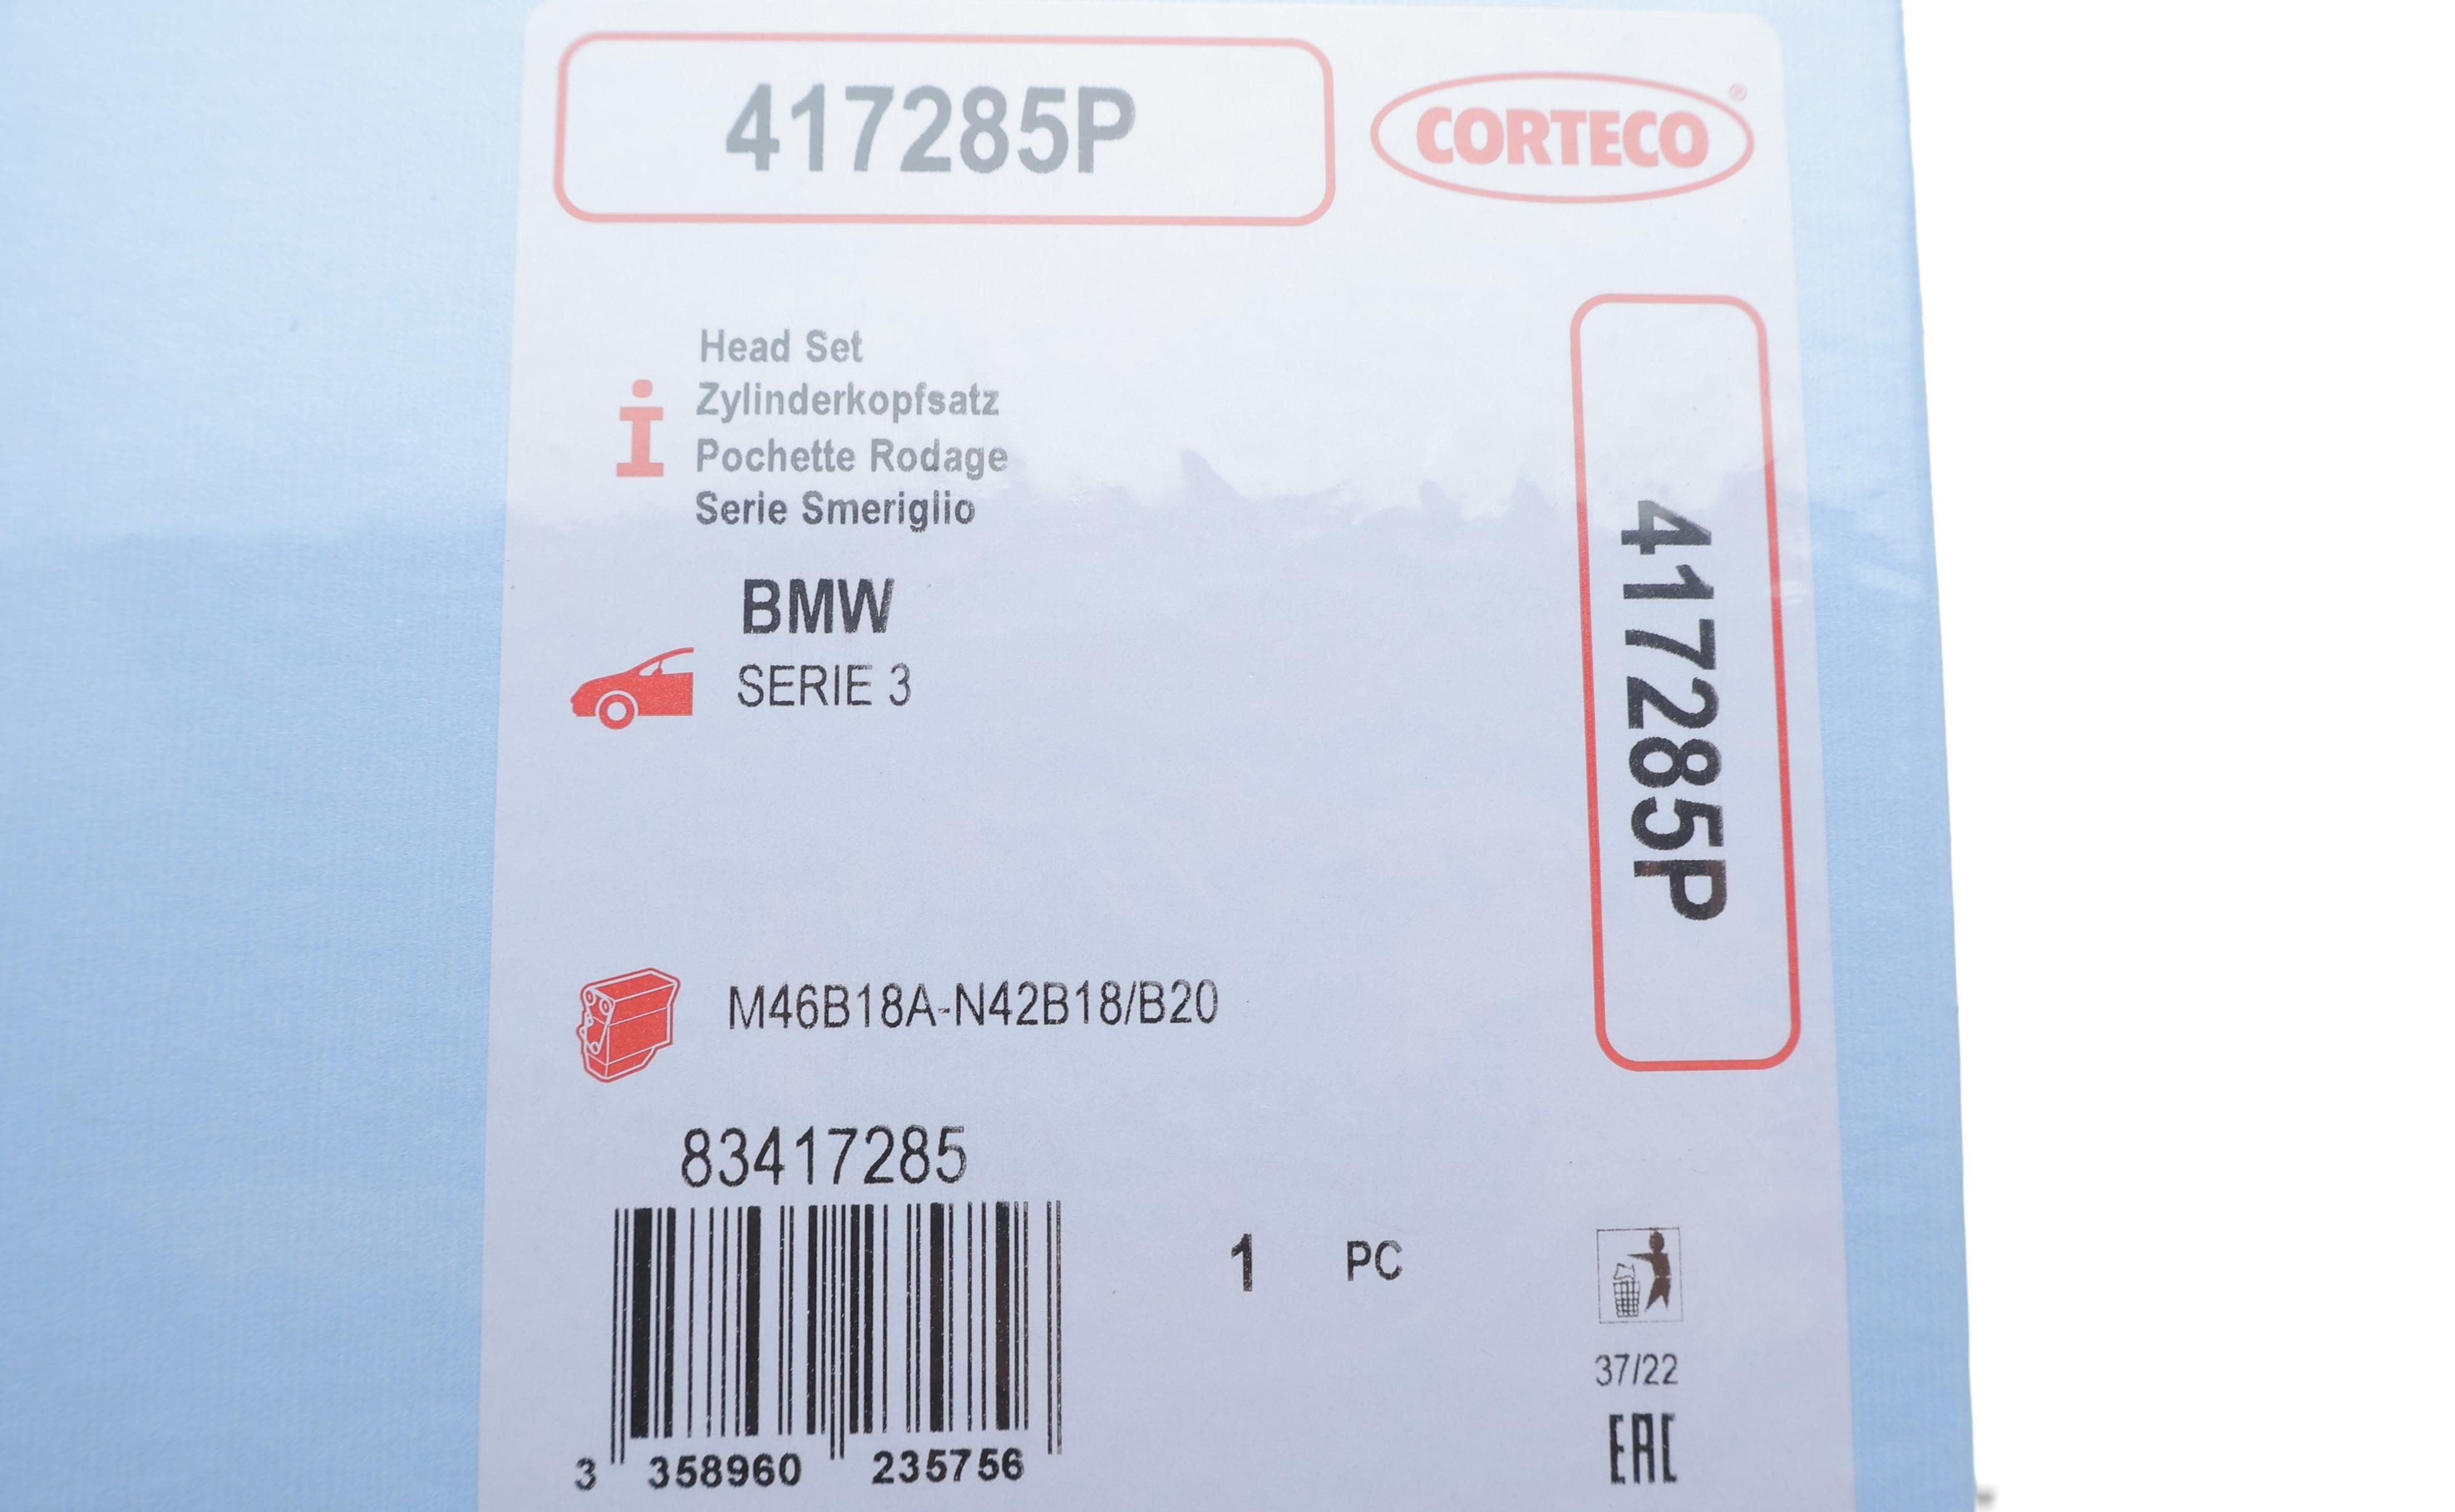 417285P
CORTECO®
Head Set
Zylinderkopfsatz
Pochette Rodage
Serie Smeriglio
BMW
SERIE 3
417285P
M46B18A-N42B18/B20
83417285
1 PC
37/22
EAC
3 358960 235756